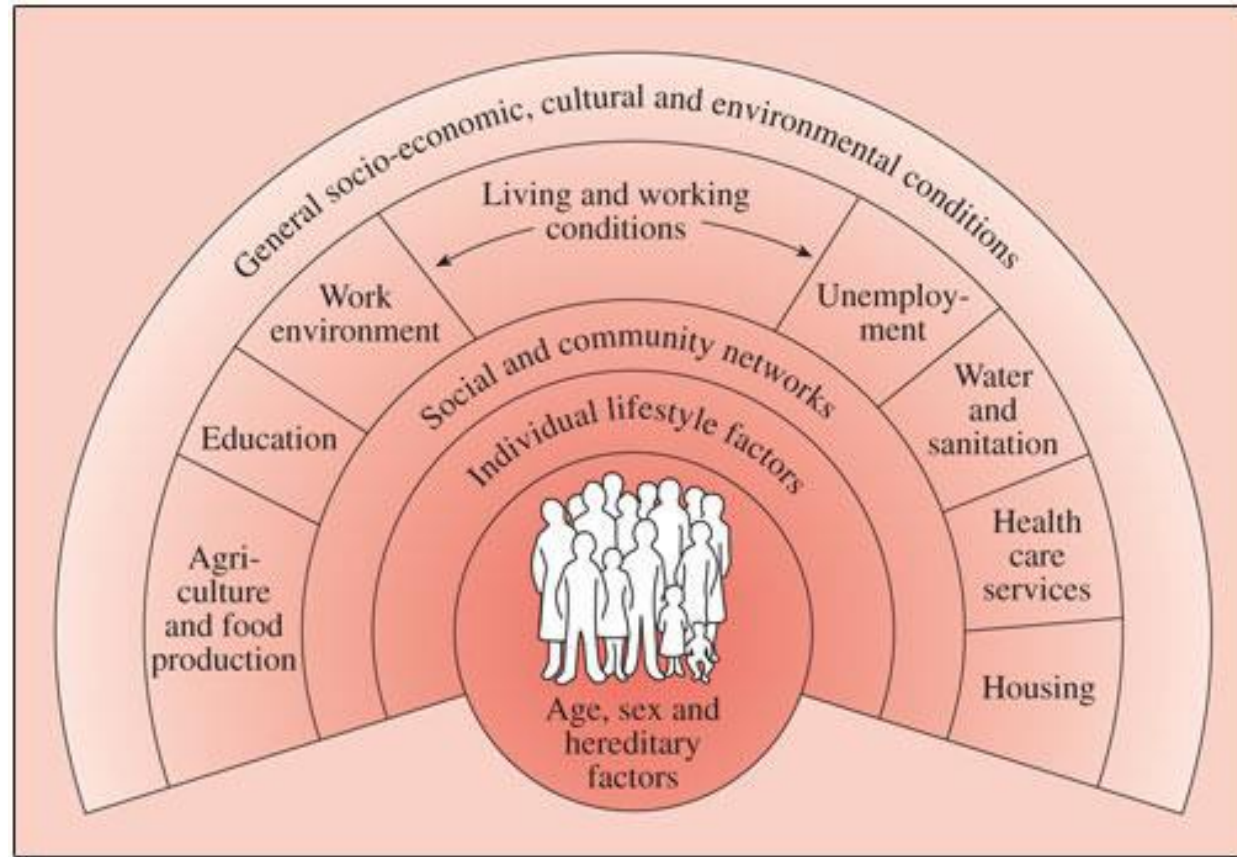 General socio-economic, cultural and environmental conditions
Living and working
conditions
Work
environment
Unemploy-
ment
Education
Water
and
sanitation
Agri-
culture
and food
production
Health
care
services
Housing
Social and community networks
Individual lifestyle factors
Age, sex and
hereditary
factors